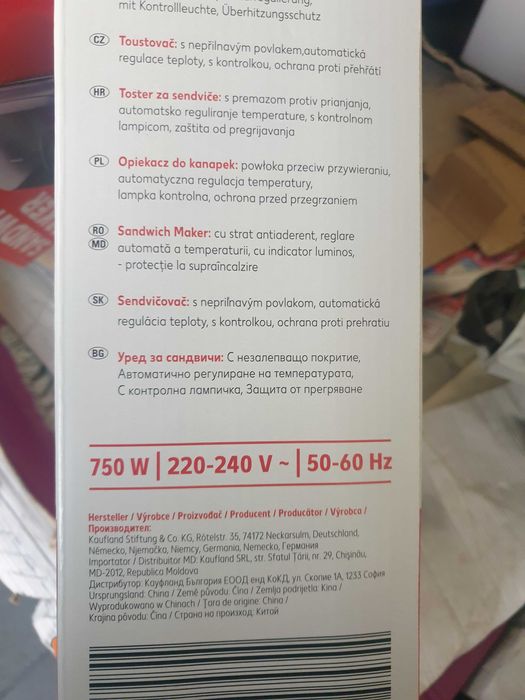 mit Kontrollleuchte, Überhitzungsschutz
CZ Toustovač: s nepřilnavým povlakem,automatická
regulace teploty, s kontrolkou, ochrana proti přehřátí
HR Toster za sendviče: s premazom protiv prianjanja,
automatsko reguliranje temperature, s kontrolnom
lampicom, zaštita od pregrijavanja
PL Opiekacz do kanapek: powłoka przeciw przywieraniu,
automatyczna regulacja temperatury,
lampka kontrolna, ochrona przed przegrzaniem
RO Sandwich Maker: cu strat antiaderent, reglare
MD automată a temperaturii, cu indicator luminos,
- protecție la supraîncalzire
SK Sendvičovač: s nepriľnavým povlakom, automatická
regulácia teploty, s kontrolkou, ochrana proti prehratiu
BG Уред за сандвичи: С незалепващо покритие,
Автоматично регулиране на температурата,
С контролна лампичка, Защита от прегряване
750 W | 220-240 V ~ | 50-60 Hz
Hersteller / Výrobce / Proizvođač / Producent / Producător / Výrobca /
Производител:
Kaufland Stiftung & Co. KG, Rötelstr. 35, 74172 Neckarsulm, Deutschland,
Německo, Njemačka, Niemcy, Germania, Nemecko, Германия
Importator / Distribuitor MD: Kaufland SRL, str. Sfatul Țării, nr. 29, Chișinău,
MD-2012, Republica Moldova
Дистрибутор: Кауфланд България ЕООД енд КоКД, ул. Скопие 1А, 1233 София
Ursprungsland: China / Země původu: Čína / Zemlja podrijetla: Kina /
Wyprodukowano w Chinach / Țara de origine: China /
Krajina pôvodu: Čína / Страна на произход: Китай